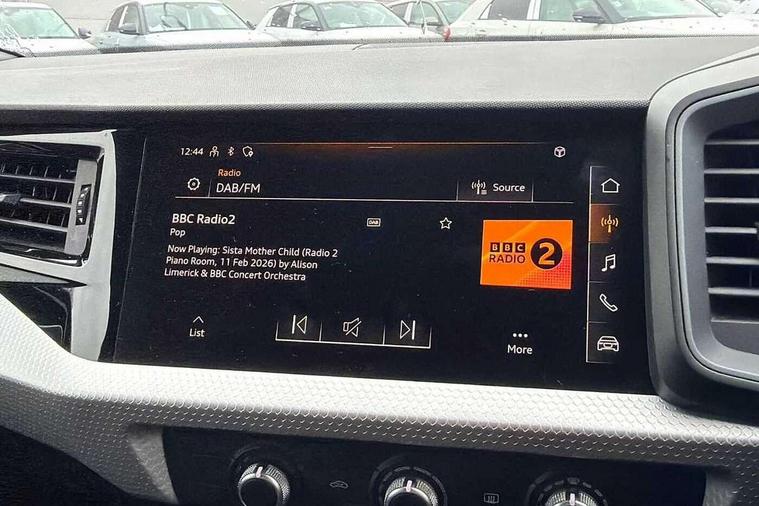 12:44
Radio
DAB/FM
Source
BBC Radio2
DAB
Pop
Now Playing: Sista Mother Child (Radio 2
Piano Room, 11 Feb 2026) by Alison
Limerick & BBC Concert Orchestra
BBC
RADIO 2
List
More